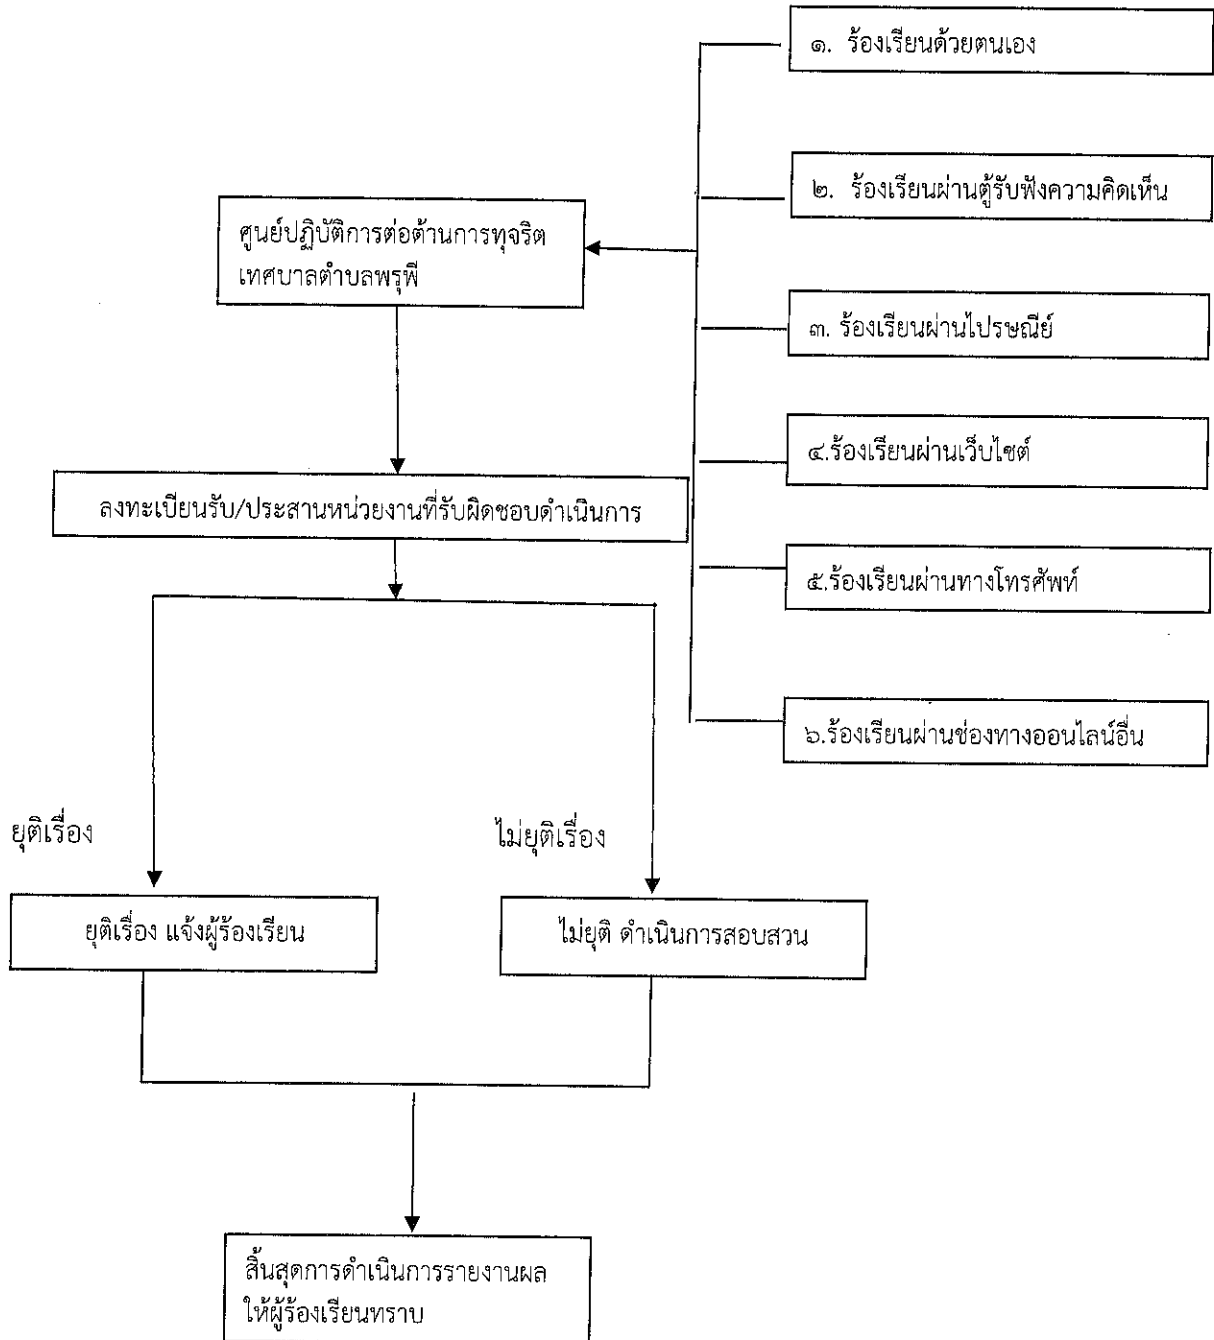 ๑. ร้องเรียนด้วยตนเอง
๒. ร้องเรียนผ่านตู้รับฟังความคิดเห็น
ศูนย์ปฏิบัติการต่อต้านการทุจริต
เทศบาลตำบลพรุพี
๓. ร้องเรียนผ่านไปรษณีย์
๔.ร้องเรียนผ่านเว็บไซต์
ลงทะเบียนรับ/ประสานหน่วยงานที่รับผิดชอบดำเนินการ
๕.ร้องเรียนผ่านทางโทรศัพท์
๖.ร้องเรียนผ่านช่องทางออนไลน์อื่น
ยุติเรื่อง
ไม่ยุติเรื่อง
ยุติเรื่อง แจ้งผู้ร้องเรียน
ไม่ยุติ ดำเนินการสอบสวน
สิ้นสุดการดำเนินการรายงานผล
ให้ผู้ร้องเรียนทราบ